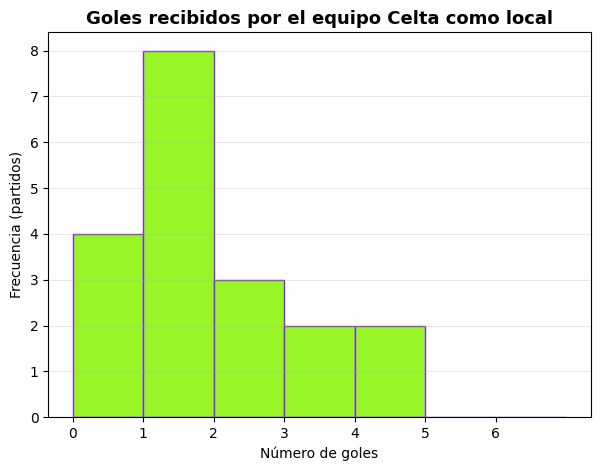 Goles recibidos por el equipo Celta como local
Frecuencia (partidos)
8
7
6
5
4
3
2
1
0
0 1 2 3 4 5 6
Número de goles